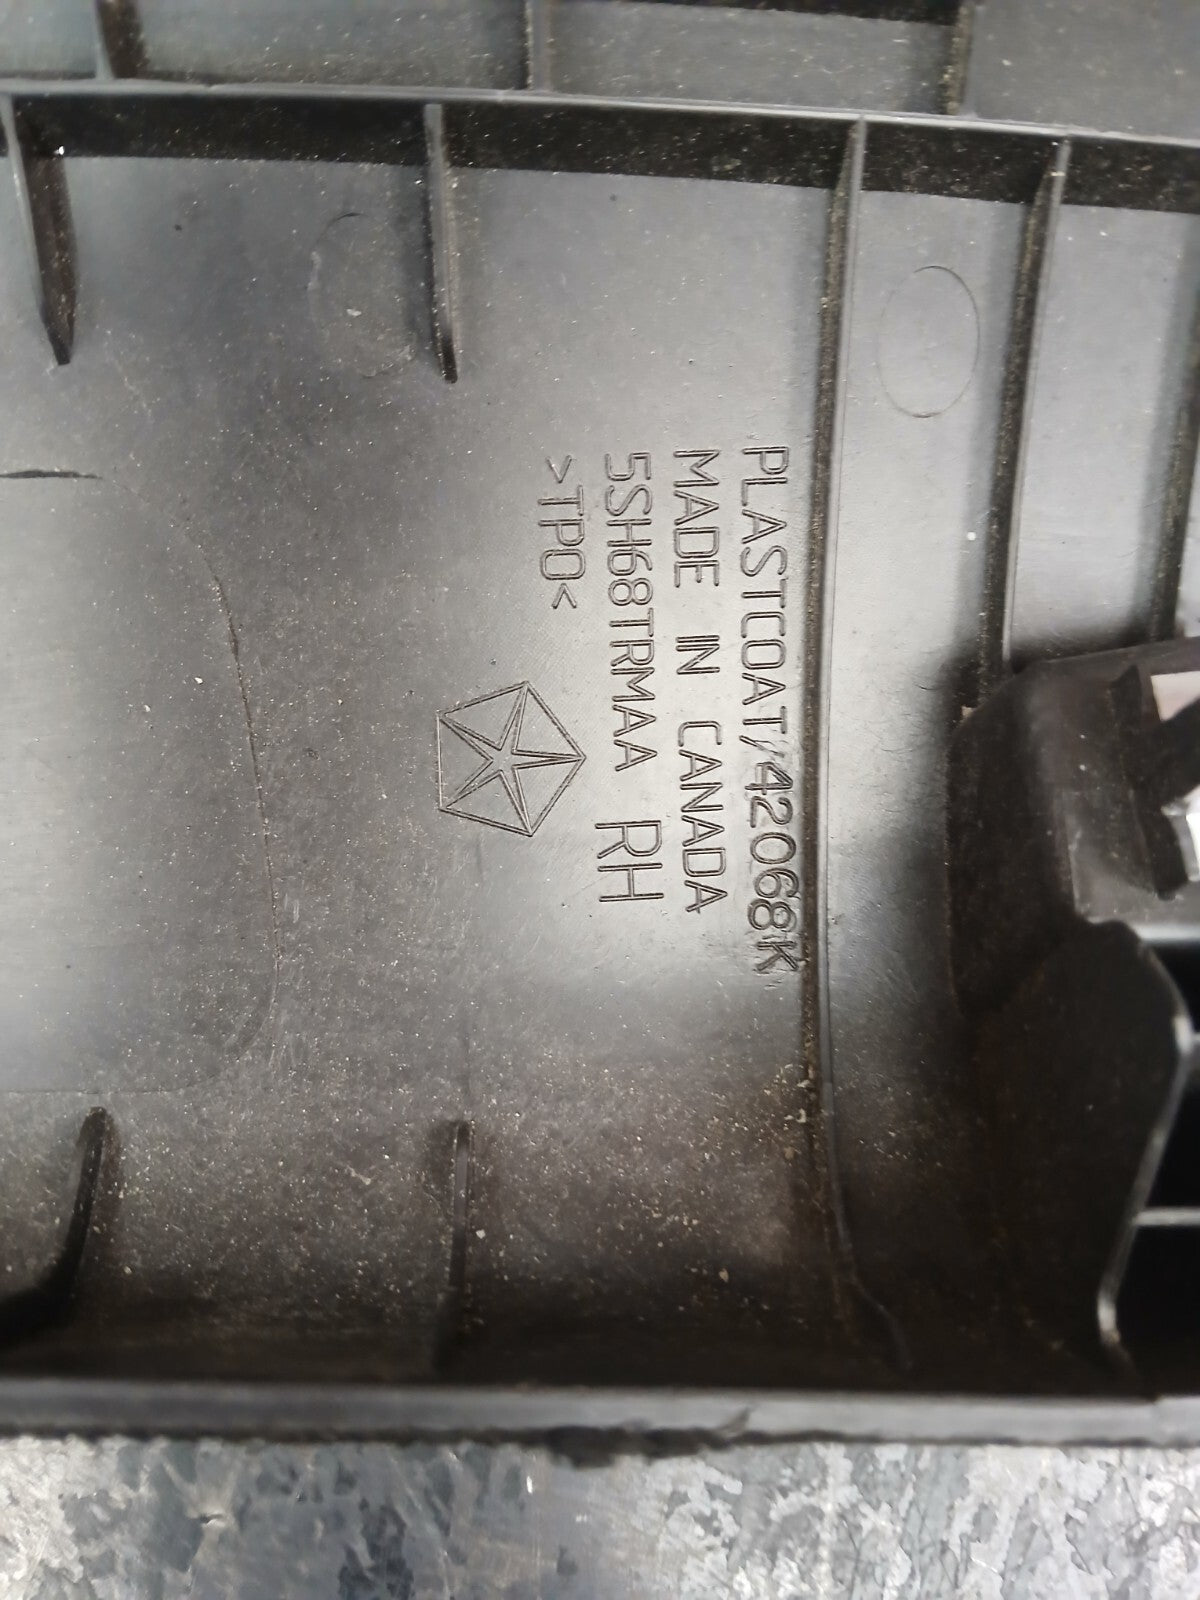 PLASTCOAT/42068K
MADE IN CANADA
5SH68TRMAA RH
>TPO<